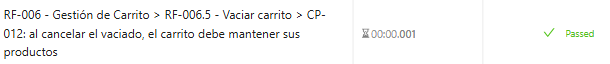 RF-006 - Gestión de Carrito > RF-006.5 - Vaciar carrito > CP-
012: al cancelar el vaciado, el carrito debe mantener sus
productos
00:00.001
Passed